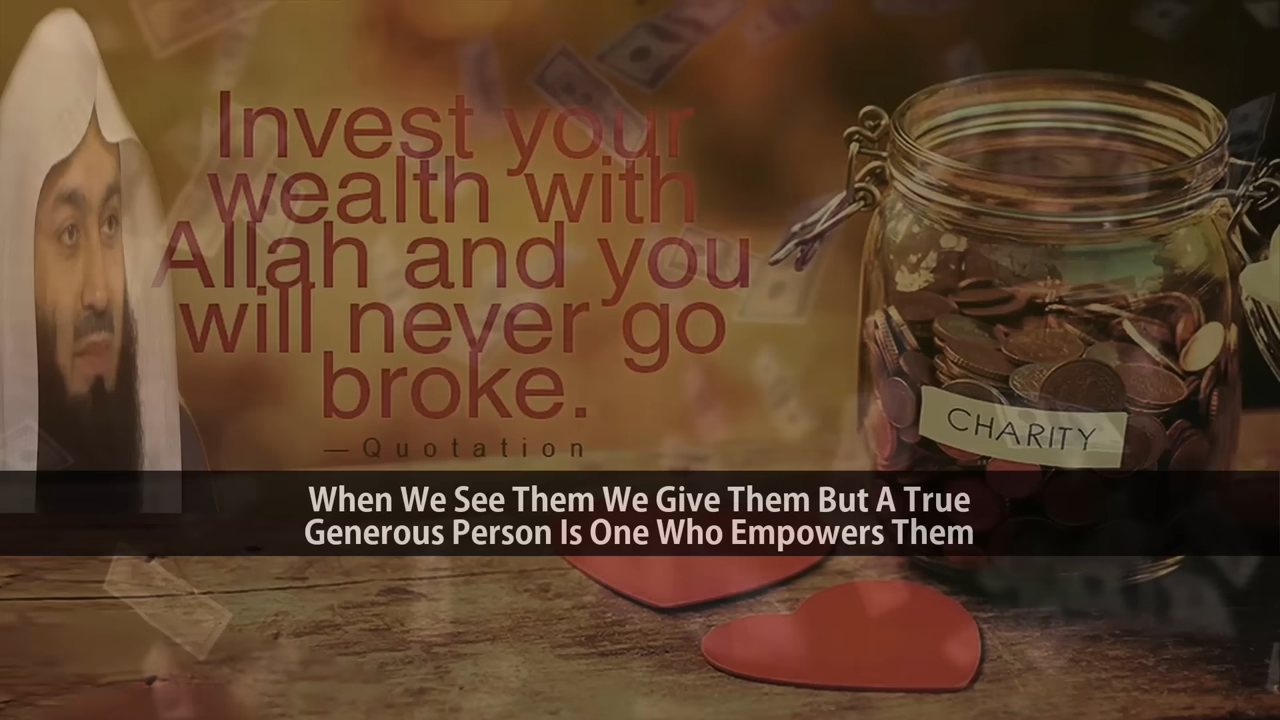 Invest your
wealth with
Allah and you
will never go
broke.
—Quotation
CHARITY
When We See Them We Give Them But A True
Generous Person Is One Who Empowers Them